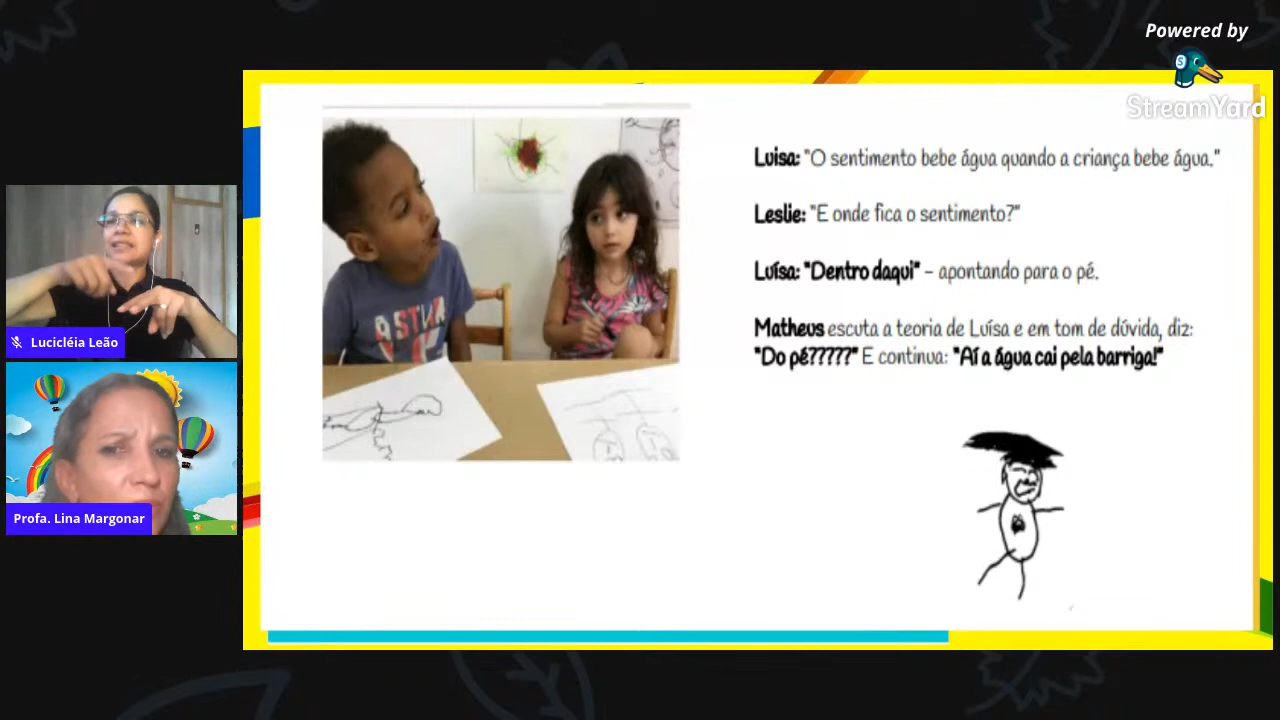 Powered by
StreamYard
Luisa: "O sentimento bebe água quando a criança bebe água."
Leslie: "E onde fica o sentimento?"
Luísa: "Dentro daqui" - apontando para o pé.
Matheus escuta a teoria de Luísa e em tom de dúvida, diz:
"Do pé?????" E continua: "Aí a água cai pela barriga!"
Lucicléia Leão
Profa. Lina Margonar